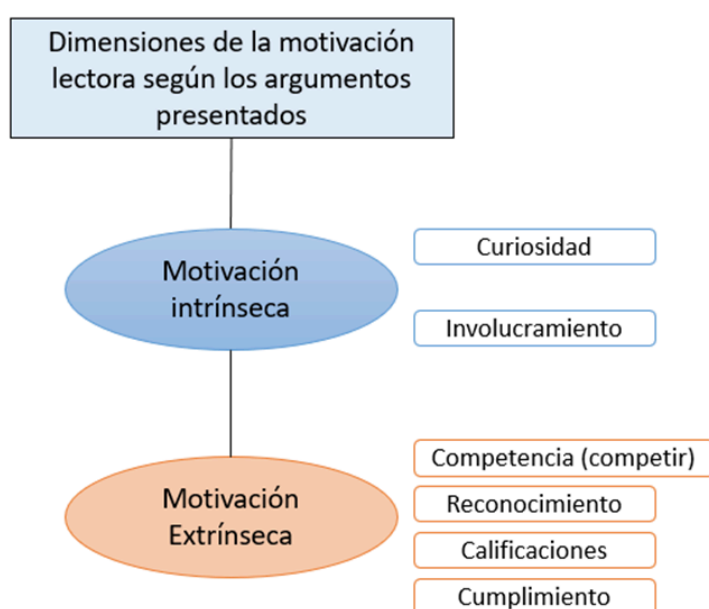 Dimensiones de la motivación
lectora según los argumentos
presentados
Motivación
intrínseca
Curiosidad
Involucramiento
Motivación
Extrínseca
Competencia (competir)
Reconocimiento
Calificaciones
Cumplimiento